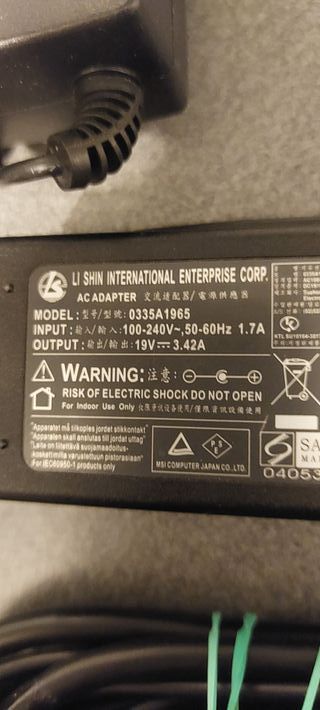 LI SHIN INTERNATIONAL ENTERPRISE CORP.
AC ADAPTER 交流适配器/電源供應器
MODEL: 型号/型號: 0335A1965
INPUT: 输入/輸入: 100-240V~,50-60Hz 1.7A
OUTPUT: 输出/輸出: 19V⎓ 3.42A
WARNING: 注意:
RISK OF ELECTRIC SHOCK DO NOT OPEN
For Indoor Use Only
"Apparatet må tilkoples jordet stikkontakt"
"Apparaten skall anslutas till jordat uttag"
"Laite on liitettävä suojamaadoitus-
koskettimilla varustettuun pistorasiaan"
For IEC60950-1 products only
PS
E
MSI COMPUTER JAPAN CO., LTD.
04053